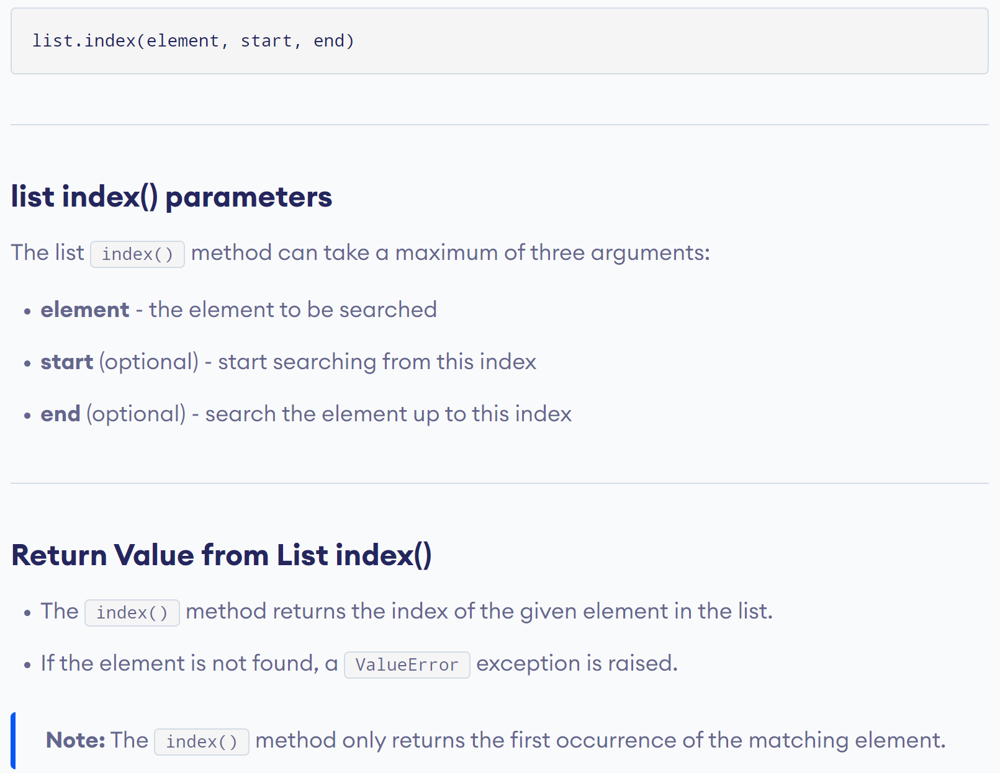 list.index(element, start, end)
list index() parameters
The list index() method can take a maximum of three arguments:
• element - the element to be searched
• start (optional) - start searching from this index
• end (optional) - search the element up to this index
Return Value from List index()
• The index() method returns the index of the given element in the list.
• If the element is not found, a ValueError exception is raised.
Note: The index() method only returns the first occurrence of the matching element.